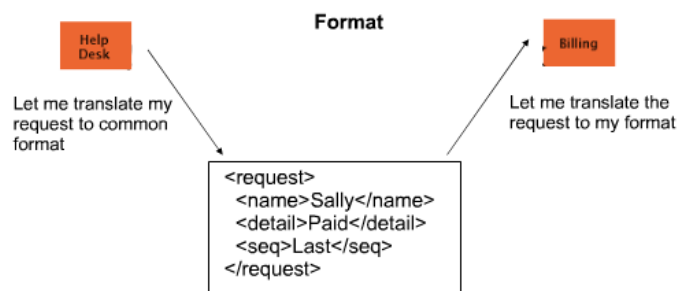 Format
Help
Desk
Billing
Let me translate my
request to common
format
Let me translate the
request to my format
<request>
<name>Sally</name>
<detail>Paid</detail>
<seq>Last</seq>
</request>